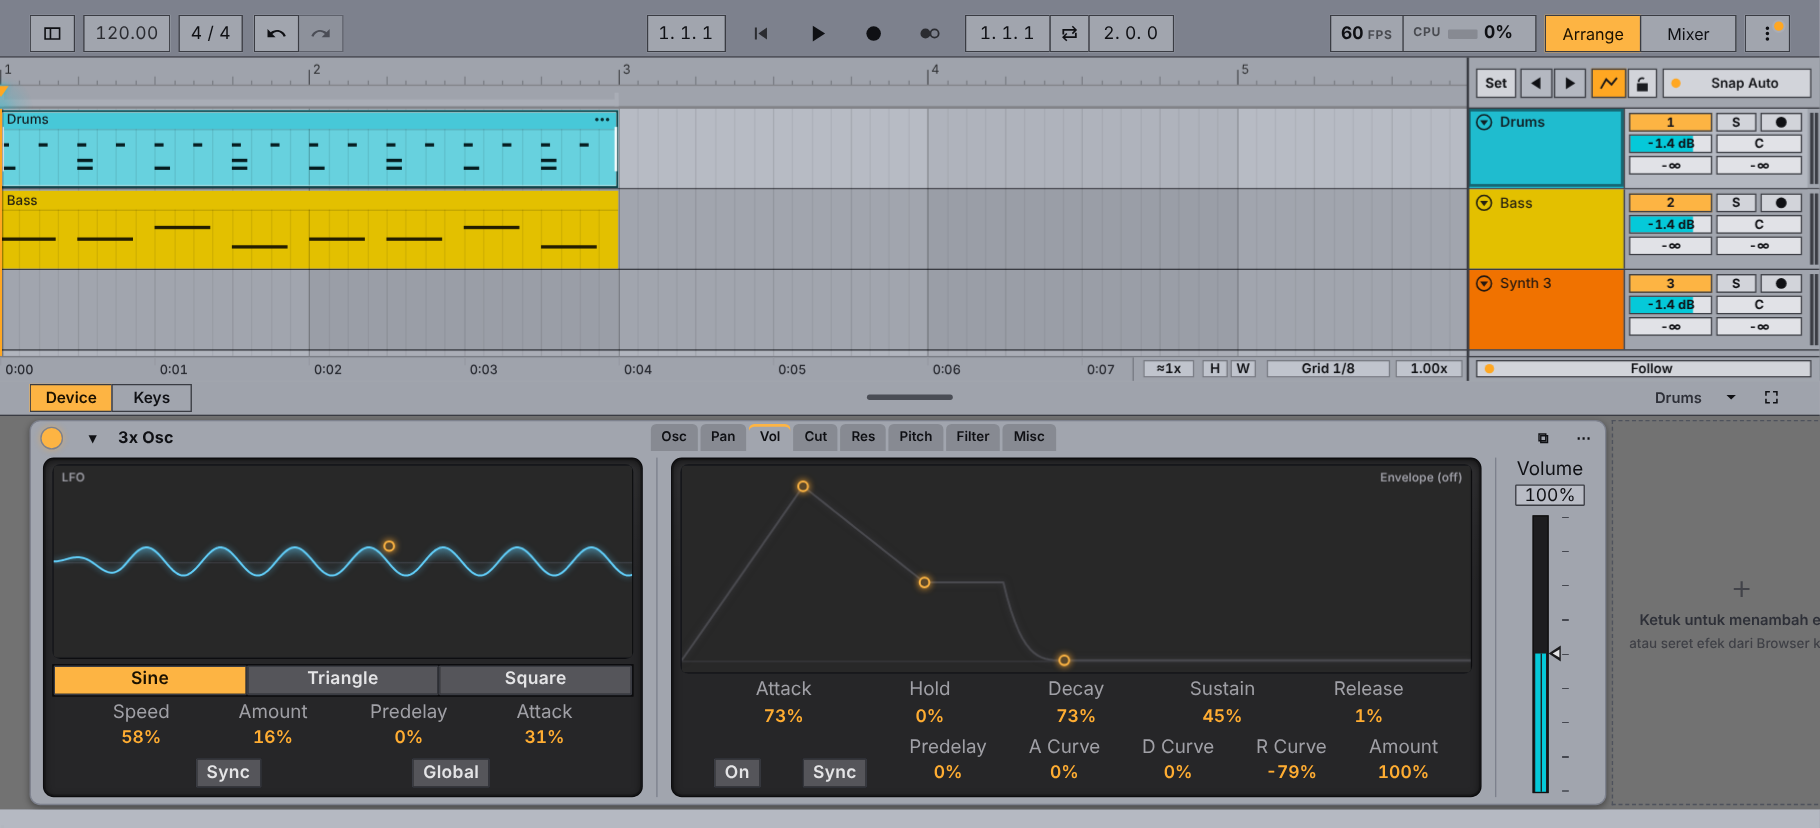 120.00 4 / 4 1. 1. 1 1. 1. 1 2. 0. 0 60 FPS CPU 0% Arrange Mixer
1 2 3 4 5 Set Snap Auto
Drums ··· Drums 1 S
-1.4 dB C
-∞ -∞
Bass Bass 2 S
-1.4 dB C
-∞ -∞
Synth 3 3 S
-1.4 dB C
-∞ -∞
0:00 0:01 0:02 0:03 0:04 0:05 0:06 0:07 ≈1x H W Grid 1/8 1.00x Follow
Device Keys Drums
3x Osc Osc Pan Vol Cut Res Pitch Filter Misc ···
LFO Envelope (off) Volume
100%
Sine Triangle Square
Speed Amount Predelay Attack
58% 16% 0% 31%
Sync Global
Attack Hold Decay Sustain Release
73% 0% 73% 45% 1%
Predelay A Curve D Curve R Curve Amount
On Sync 0% 0% 0% -79% 100%
+
Ketuk untuk menambah e
atau seret efek dari Browser k